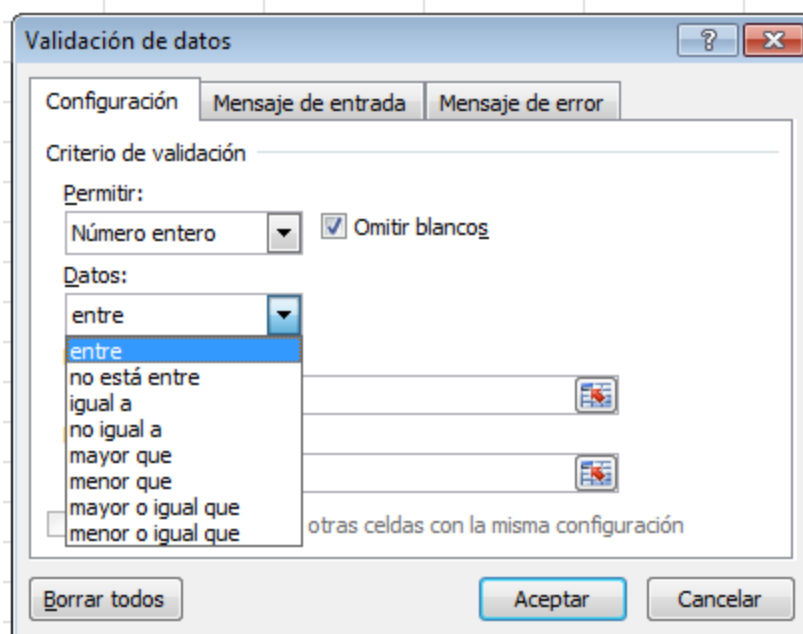 Validación de datos
Configuración
Mensaje de entrada
Mensaje de error
Criterio de validación
Permitir:
Número entero
Omitir blancos
Datos:
entre
entre
no está entre
igual a
no igual a
mayor que
menor que
mayor o igual que
menor o igual que
otras celdas con la misma configuración
Borrar todos
Aceptar
Cancelar